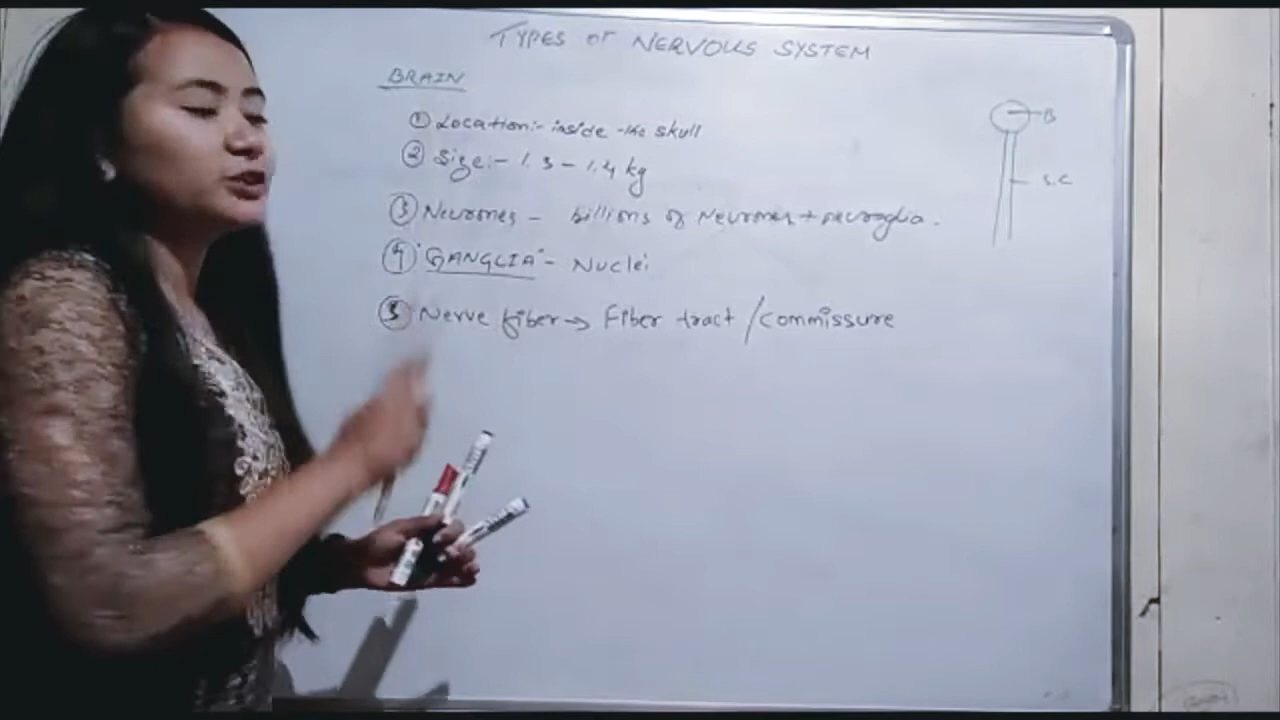 TYPES OF NERVOUS SYSTEM
BRAIN
① Location:- inside the skull
② Size:- 1.3 - 1.4 kg
③ Neurones - billions of Neurones + neuroglia.
④ "GANGLIA" - Nuclei
⑤ Nerve fiber → Fiber tract / commissure
B
S.C